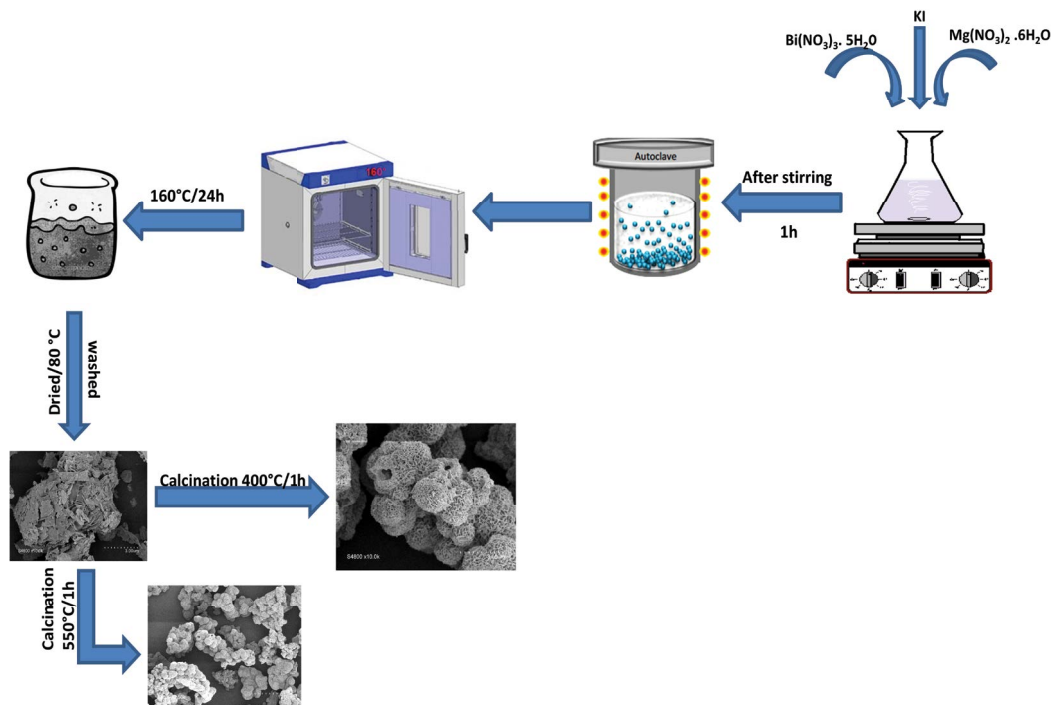 KI
Bi(NO₃)₃. 5H₂0
Mg(NO₃)₂ .6H₂O
Autoclave
After stirring
1h
160
160°C/24h
Dried/80 °C
washed
Calcination 400°C/1h
S4800 x10.0k
Calcination
550°C/1h